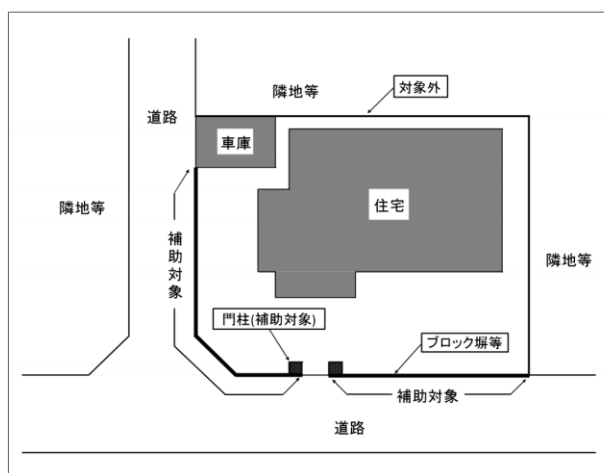 対象外
隣地等
道路
車庫
隣地等
住宅
補助対象
隣地等
門柱(補助対象)
ブロック塀等
補助対象
道路